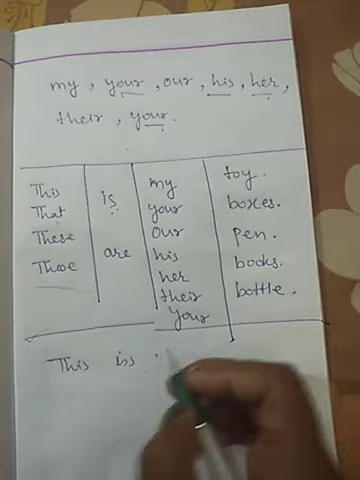 my, your, our, his, her,
their, your.
This is my toy.
That your boxes.
These our pen.
Those are his books.
her bottle.
their
your
This is